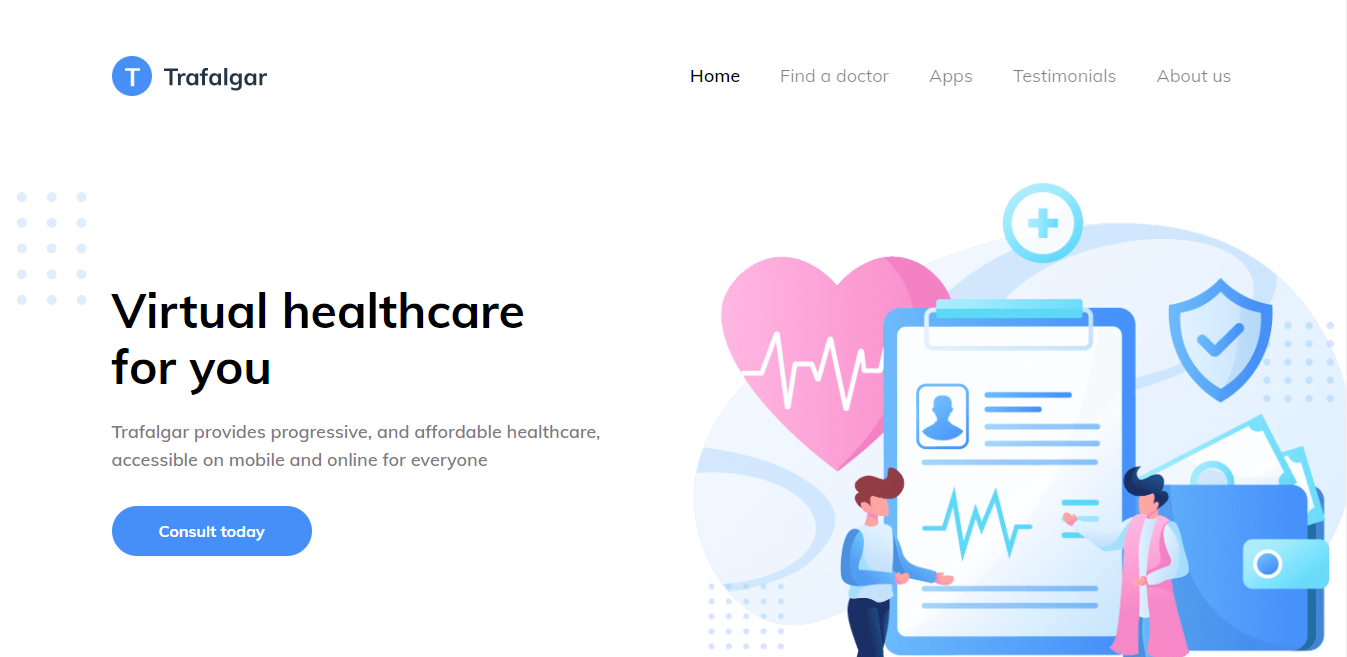 T Trafalgar
Home Find a doctor Apps Testimonials About us
Virtual healthcare
for you
Trafalgar provides progressive, and affordable healthcare,
accessible on mobile and online for everyone
Consult today